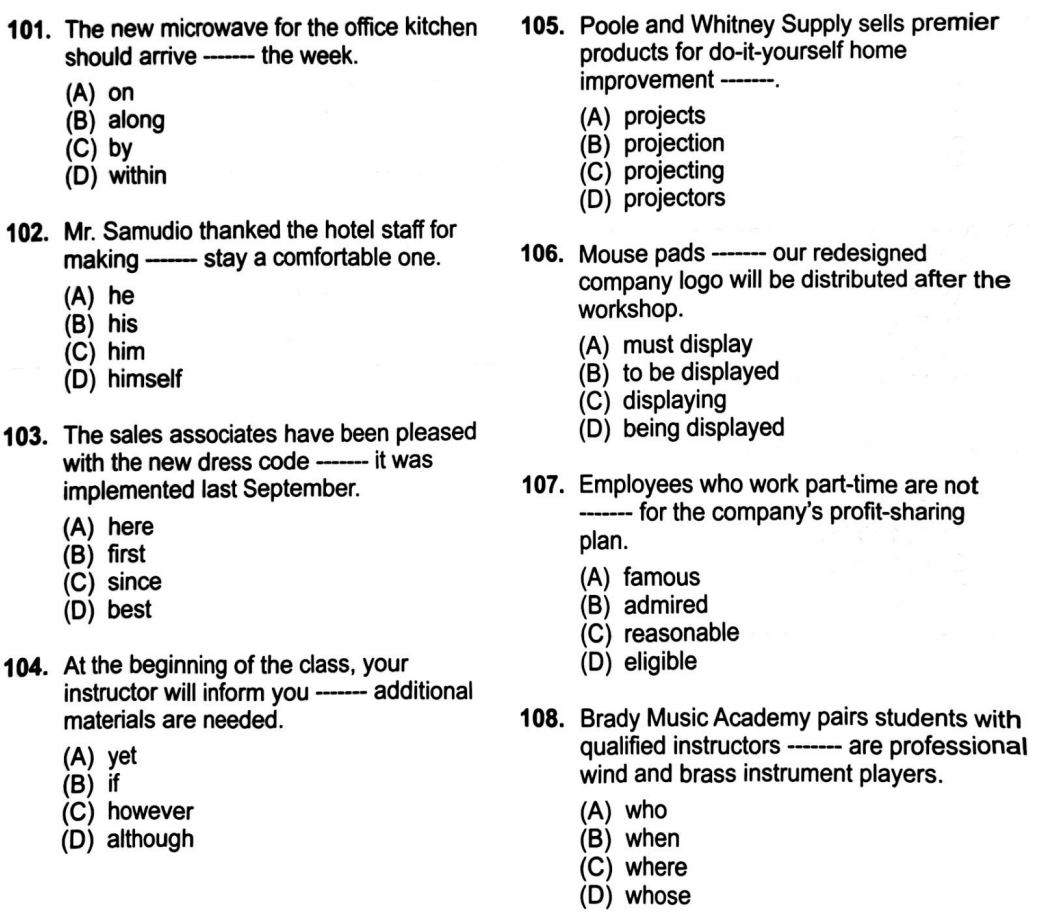 101. The new microwave for the office kitchen
should arrive ------- the week.
(A) on
(B) along
(C) by
(D) within
102. Mr. Samudio thanked the hotel staff for
making ------- stay a comfortable one.
(A) he
(B) his
(C) him
(D) himself
103. The sales associates have been pleased
with the new dress code ------- it was
implemented last September.
(A) here
(B) first
(C) since
(D) best
104. At the beginning of the class, your
instructor will inform you ------- additional
materials are needed.
(A) yet
(B) if
(C) however
(D) although
105. Poole and Whitney Supply sells premier
products for do-it-yourself home
improvement -------.
(A) projects
(B) projection
(C) projecting
(D) projectors
106. Mouse pads ------- our redesigned
company logo will be distributed after the
workshop.
(A) must display
(B) to be displayed
(C) displaying
(D) being displayed
107. Employees who work part-time are not
------- for the company's profit-sharing
plan.
(A) famous
(B) admired
(C) reasonable
(D) eligible
108. Brady Music Academy pairs students with
qualified instructors ------- are professional
wind and brass instrument players.
(A) who
(B) when
(C) where
(D) whose